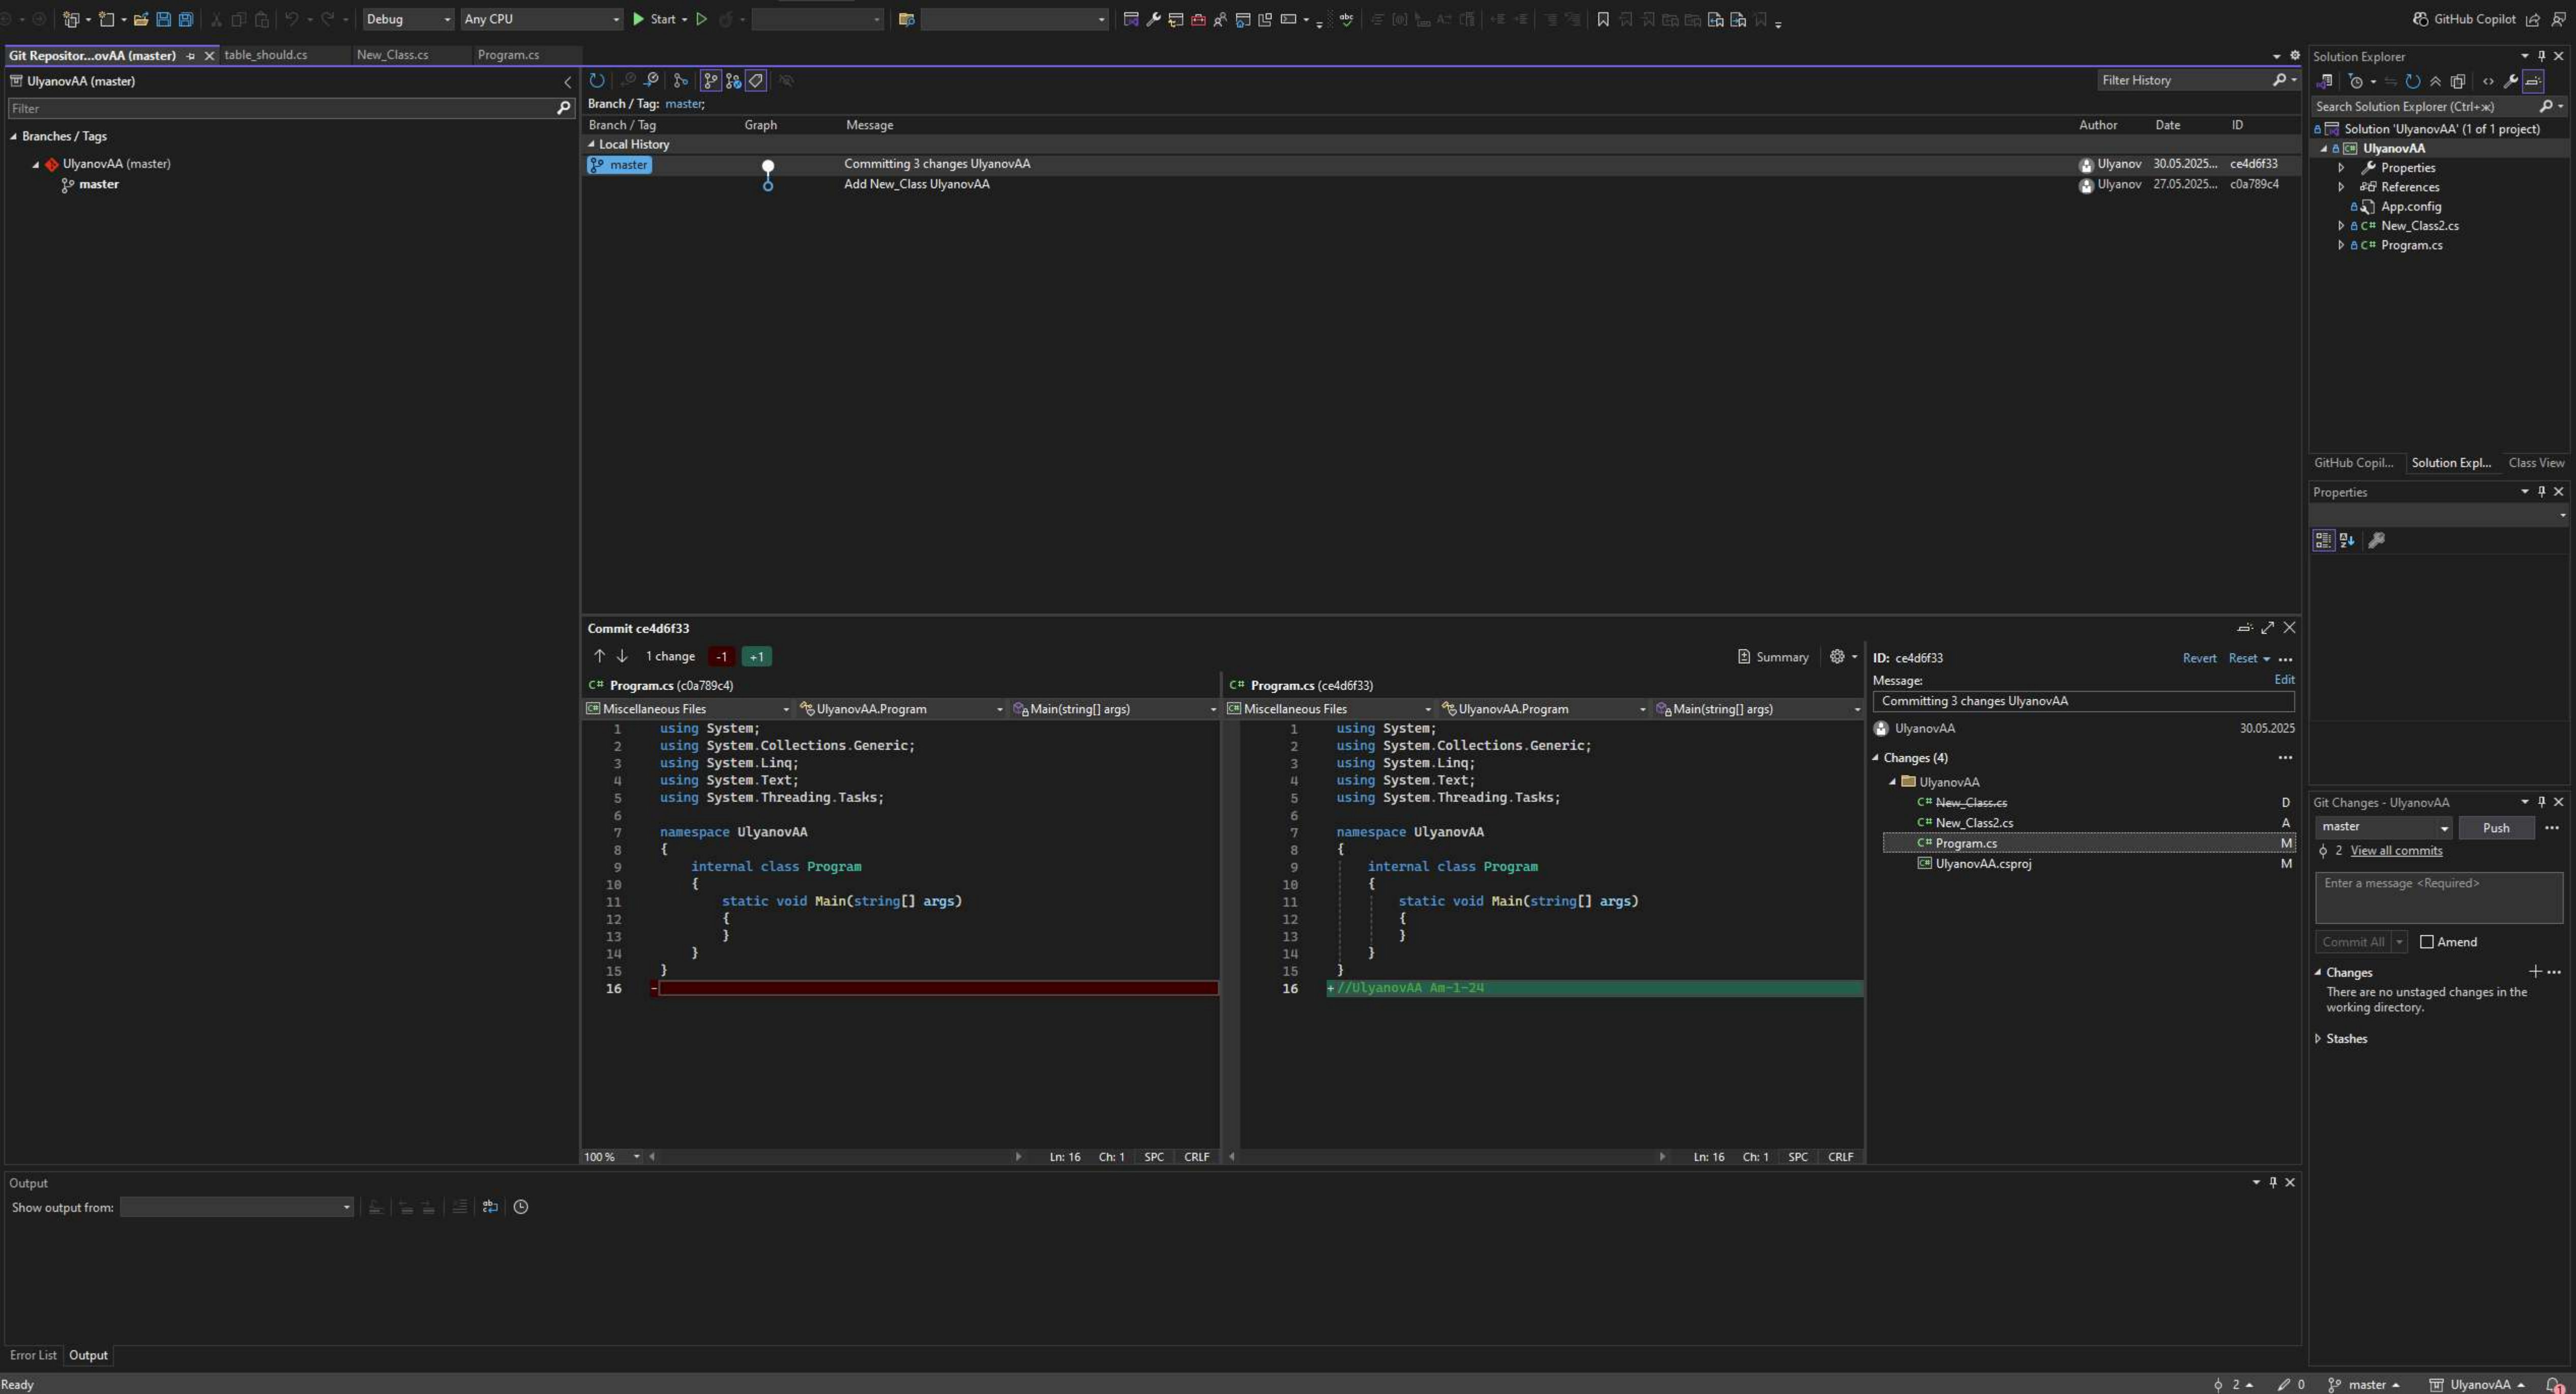 Debug Any CPU Start GitHub Copilot
Git Repositor...ovAA (master) table_should.cs New_Class.cs Program.cs
UlyanovAA (master)
Filter
Branches / Tags
UlyanovAA (master)
master
Filter History
Branch / Tag: master;
Branch / Tag Graph Message Author Date ID
Local History
master Committing 3 changes UlyanovAA Ulyanov 30.05.2025... ce4d6f33
Add New_Class UlyanovAA Ulyanov 27.05.2025... c0a789c4
Commit ce4d6f33
1 change -1 +1 Summary
C# Program.cs (c0a789c4)
Miscellaneous Files UlyanovAA.Program Main(string[] args)
1 using System;
2 using System.Collections.Generic;
3 using System.Linq;
4 using System.Text;
5 using System.Threading.Tasks;
6
7 namespace UlyanovAA
8 {
9 internal class Program
10 {
11 static void Main(string[] args)
12 {
13 }
14 }
15 }
16 -
100 % Ln: 16 Ch: 1 SPC CRLF
C# Program.cs (ce4d6f33)
Miscellaneous Files UlyanovAA.Program Main(string[] args)
1 using System;
2 using System.Collections.Generic;
3 using System.Linq;
4 using System.Text;
5 using System.Threading.Tasks;
6
7 namespace UlyanovAA
8 {
9 internal class Program
10 {
11 static void Main(string[] args)
12 {
13 }
14 }
15 }
16 +//UlyanovAA Am-1-24
Ln: 16 Ch: 1 SPC CRLF
ID: ce4d6f33 Revert Reset ...
Message: Edit
Committing 3 changes UlyanovAA
UlyanovAA 30.05.2025
Changes (4) ...
UlyanovAA
C# New_Class.cs D
C# New_Class2.cs A
C# Program.cs M
C# UlyanovAA.csproj M
Output
Show output from:
Error List Output
Solution Explorer
Search Solution Explorer (Ctrl+ж)
Solution 'UlyanovAA' (1 of 1 project)
C# UlyanovAA
Properties
References
App.config
C# New_Class2.cs
C# Program.cs
GitHub Copil... Solution Expl... Class View
Properties
Git Changes - UlyanovAA
master Push ...
2 View all commits
Enter a message <Required>
Commit All Amend
Changes + ...
There are no unstaged changes in the
working directory.
Stashes
Ready 2 0 master UlyanovAA